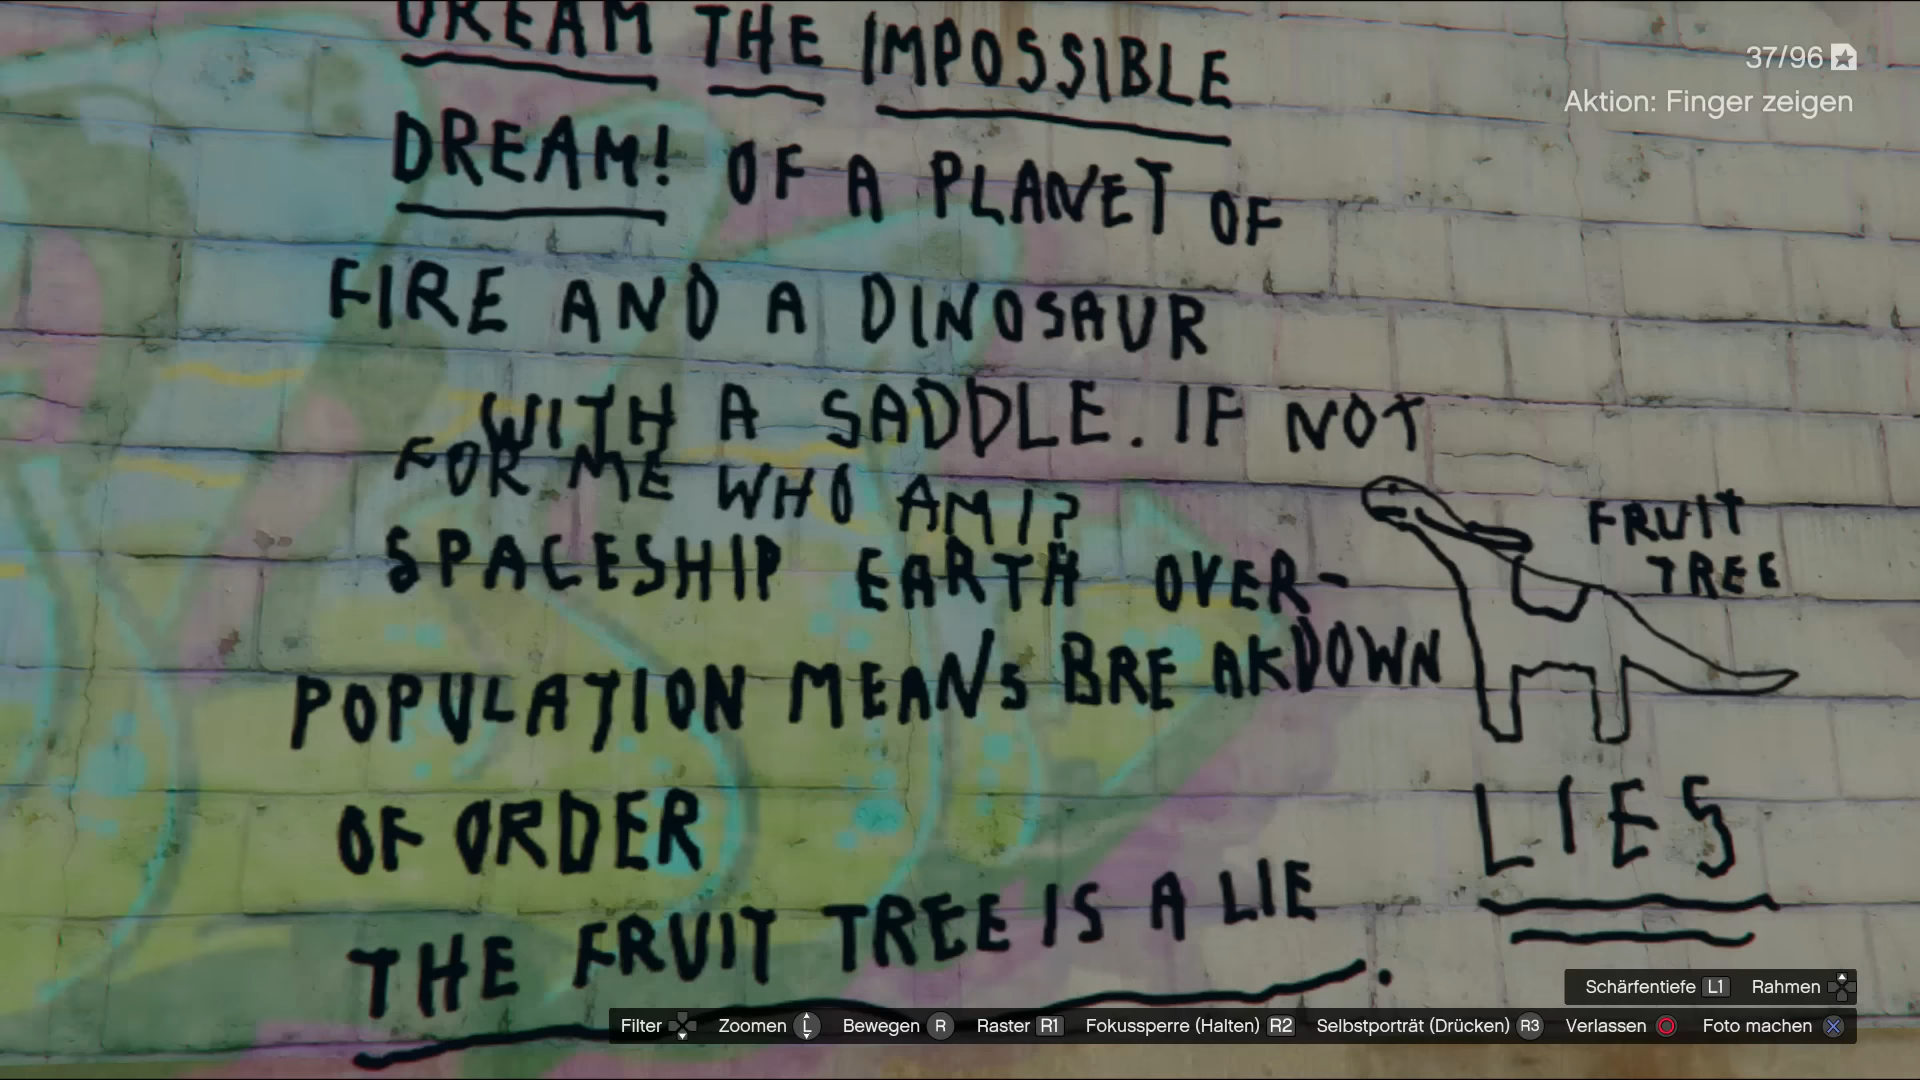 DREAM THE IMPOSSIBLE
DREAM! OF A PLANET OF
FIRE AND A DINOSAUR
WITH A SADDLE. IF NOT
FOR ME WHO AM I?
SPACESHIP EARTH OVER-
POPULATION MEANS BREAKDOWN
OF ORDER
THE FRUIT TREE IS A LIE.
FRUIT
TREE
LIES
37/96
Aktion: Finger zeigen
Schärfentiefe L1 Rahmen
Filter Zoomen L Bewegen R Raster R1 Fokussperre (Halten) R2 Selbstporträt (Drücken) R3 Verlassen Foto machen